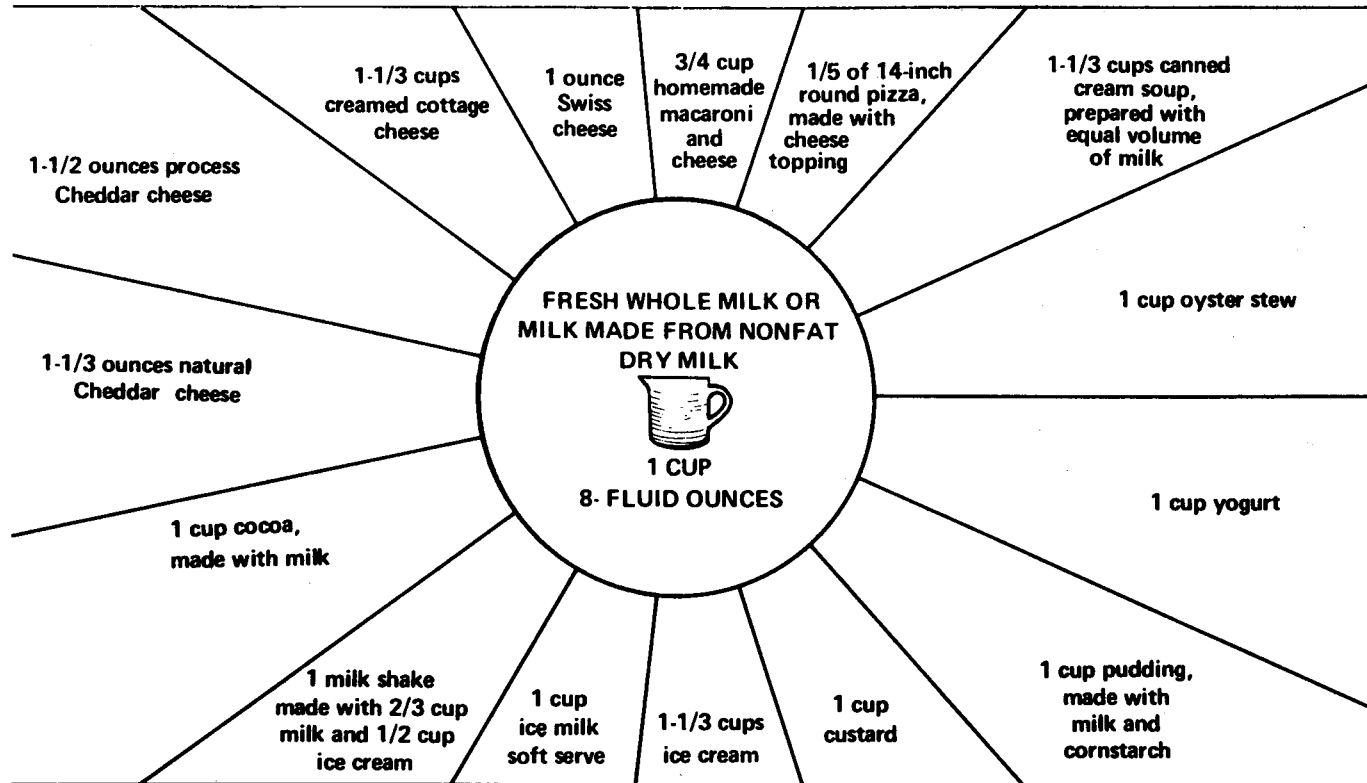 1-1/3 cups
creamed cottage
cheese
1 ounce
Swiss
cheese
3/4 cup
homemade
macaroni
and
cheese
1/5 of 14-inch
round pizza,
made with
cheese
topping
1-1/3 cups canned
cream soup,
prepared with
equal volume
of milk
1-1/2 ounces process
Cheddar cheese
1 cup oyster stew
FRESH WHOLE MILK OR
MILK MADE FROM NONFAT
DRY MILK
1 CUP
8- FLUID OUNCES
1-1/3 ounces natural
Cheddar cheese
1 cup yogurt
1 cup cocoa,
made with milk
1 milk shake
made with 2/3 cup
milk and 1/2 cup
ice cream
1 cup
ice milk
soft serve
1-1/3 cups
ice cream
1 cup
custard
1 cup pudding,
made with
milk and
cornstarch